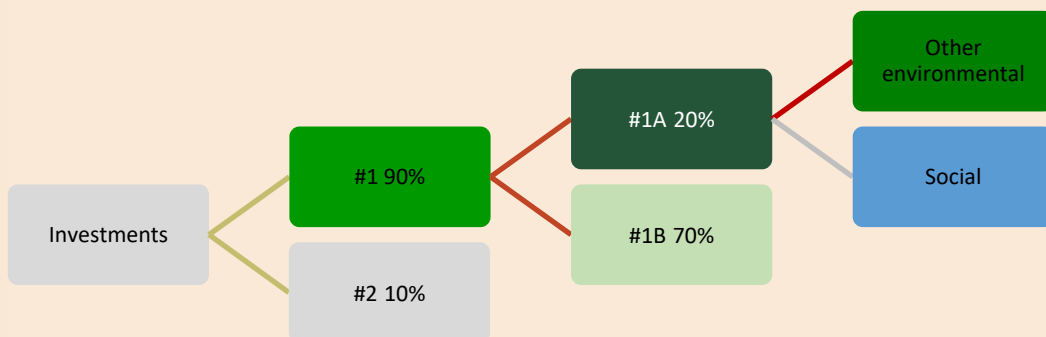 Other
environmental
#1A 20%
#1 90%
Social
Investments
#1B 70%
#2 10%